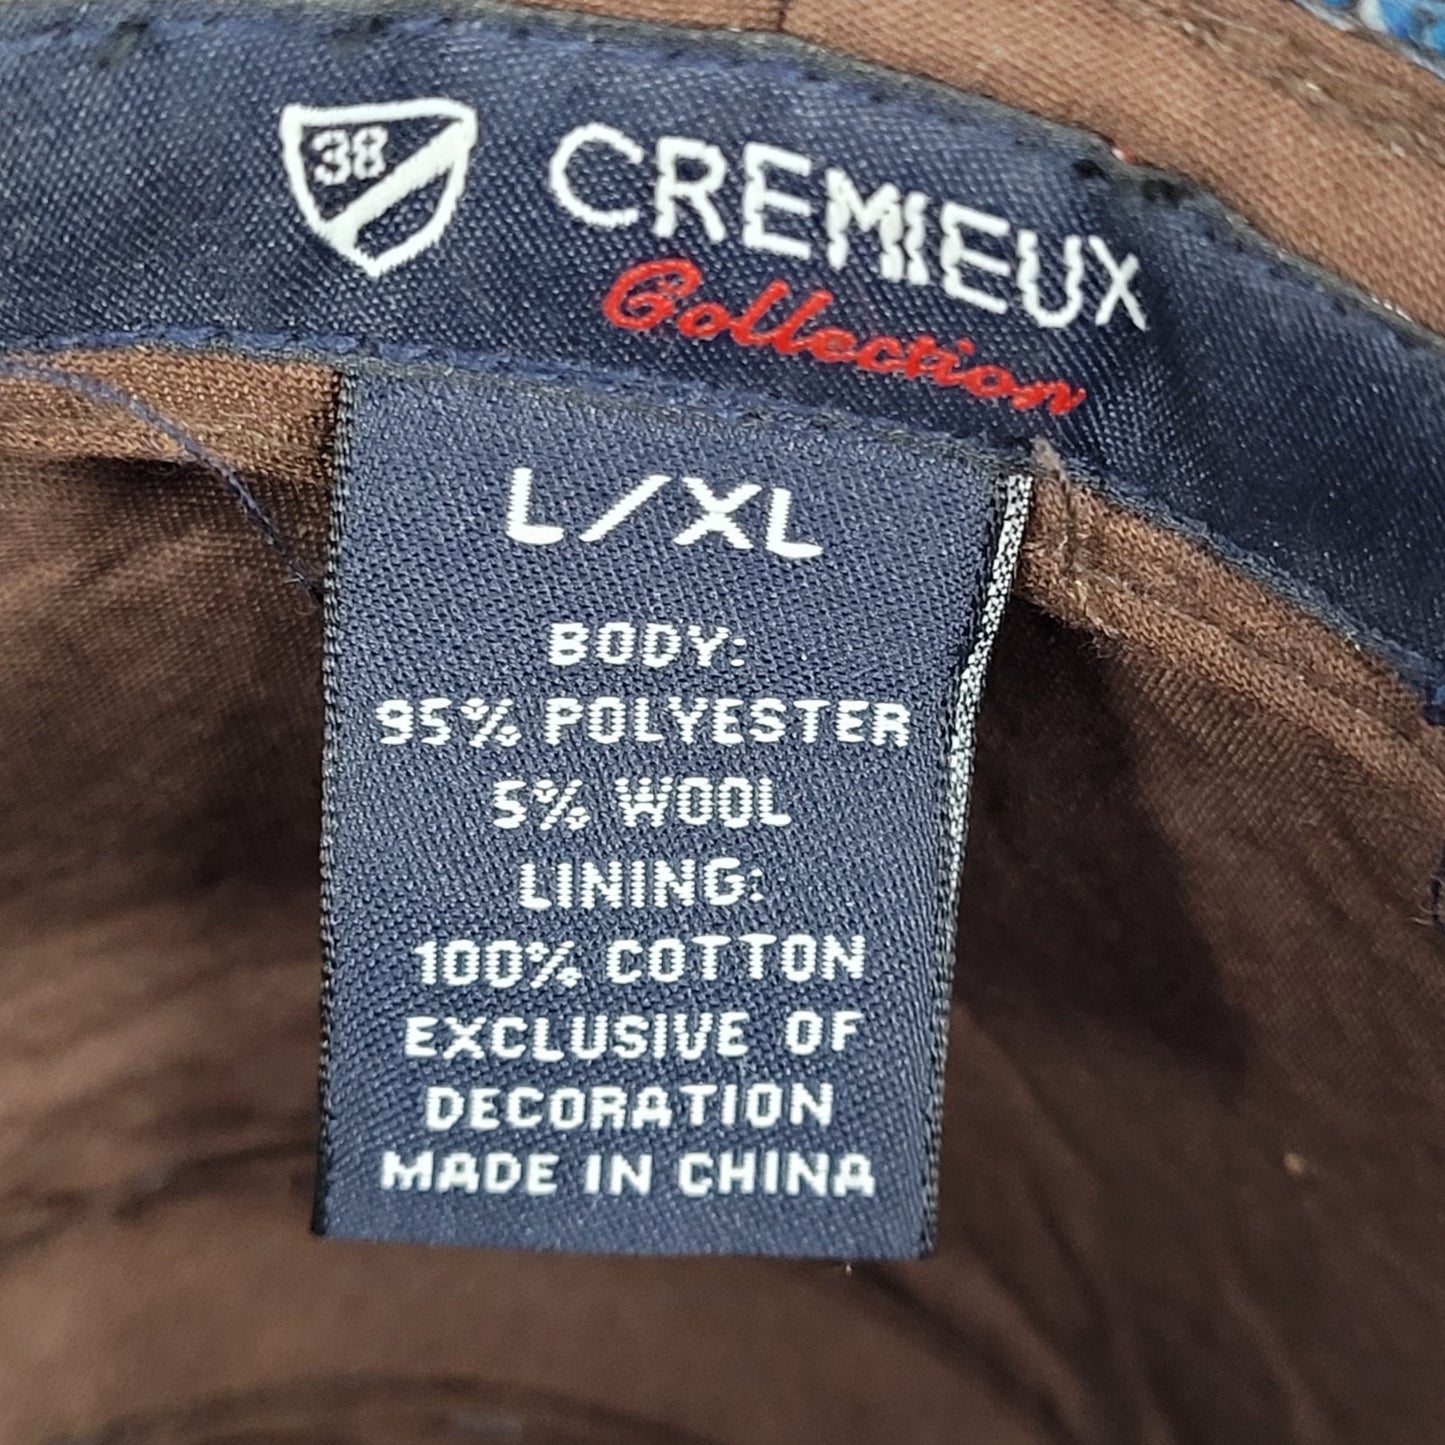 38
CREMIEUX
Collection
L/XL
BODY:
95% POLYESTER
5% WOOL
LINING:
100% COTTON
EXCLUSIVE OF
DECORATION
MADE IN CHINA